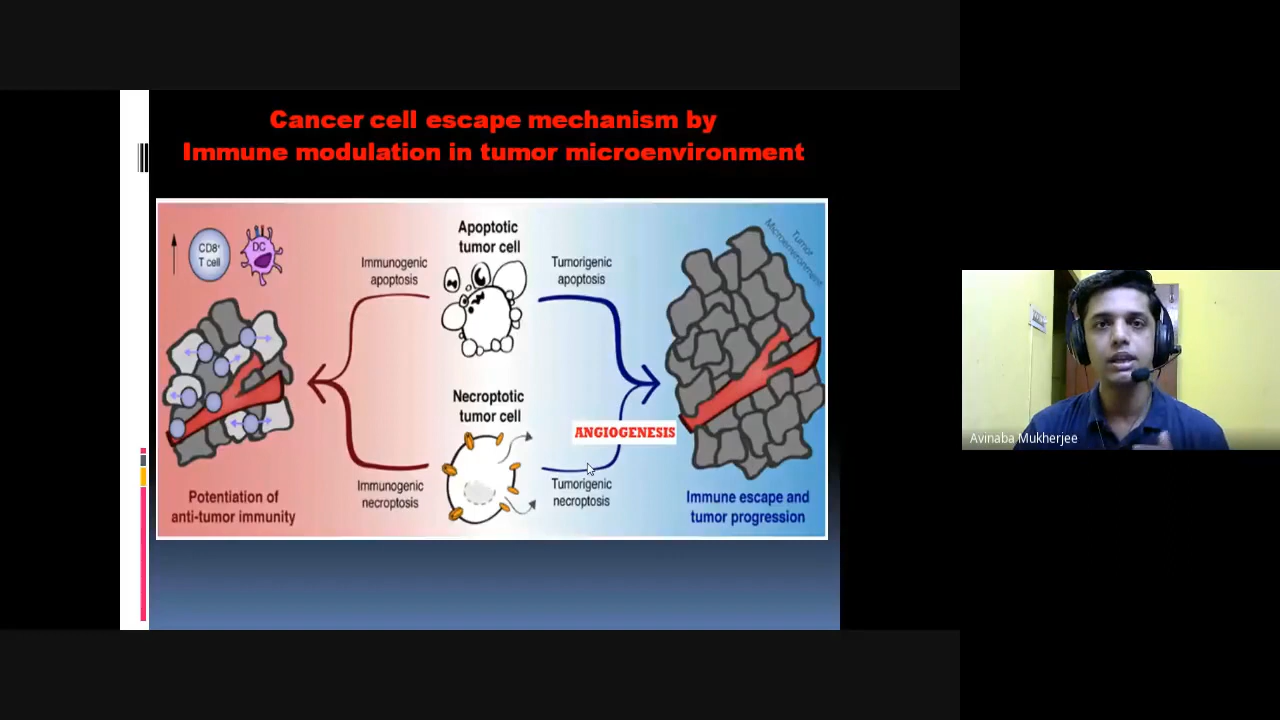 Cancer cell escape mechanism by
Immune modulation in tumor microenvironment
CD8+
T cell
DC
Immunogenic
apoptosis
Apoptotic
tumor cell
Tumorigenic
apoptosis
Tumor
Microenvironment
Necroptotic
tumor cell
ANGIOGENESIS
Immunogenic
necroptosis
Tumorigenic
necroptosis
Potentiation of
anti-tumor immunity
Immune escape and
tumor progression
Avinaba Mukherjee